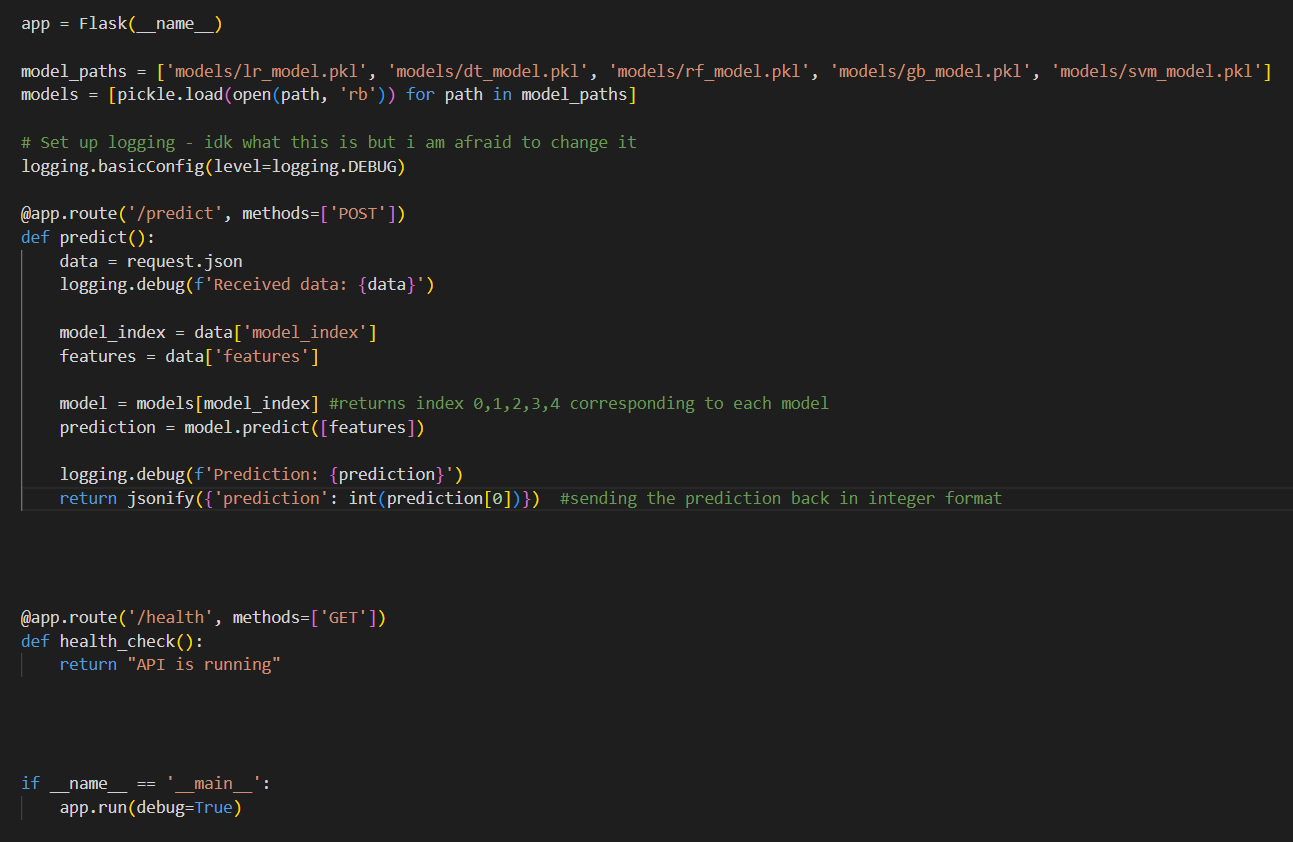 app = Flask(__name__)
model_paths = ['models/lr_model.pkl', 'models/dt_model.pkl', 'models/rf_model.pkl', 'models/gb_model.pkl', 'models/svm_model.pkl']
models = [pickle.load(open(path, 'rb')) for path in model_paths]
# Set up logging - idk what this is but i am afraid to change it
logging.basicConfig(level=logging.DEBUG)
@app.route('/predict', methods=['POST'])
def predict():
    data = request.json
    logging.debug(f'Received data: {data}')
    model_index = data['model_index']
    features = data['features']
    model = models[model_index] #returns index 0,1,2,3,4 corresponding to each model
    prediction = model.predict([features])
    logging.debug(f'Prediction: {prediction}')
    return jsonify({'prediction': int(prediction[0])})  #sending the prediction back in integer format
@app.route('/health', methods=['GET'])
def health_check():
    return "API is running"
if __name__ == '__main__':
    app.run(debug=True)